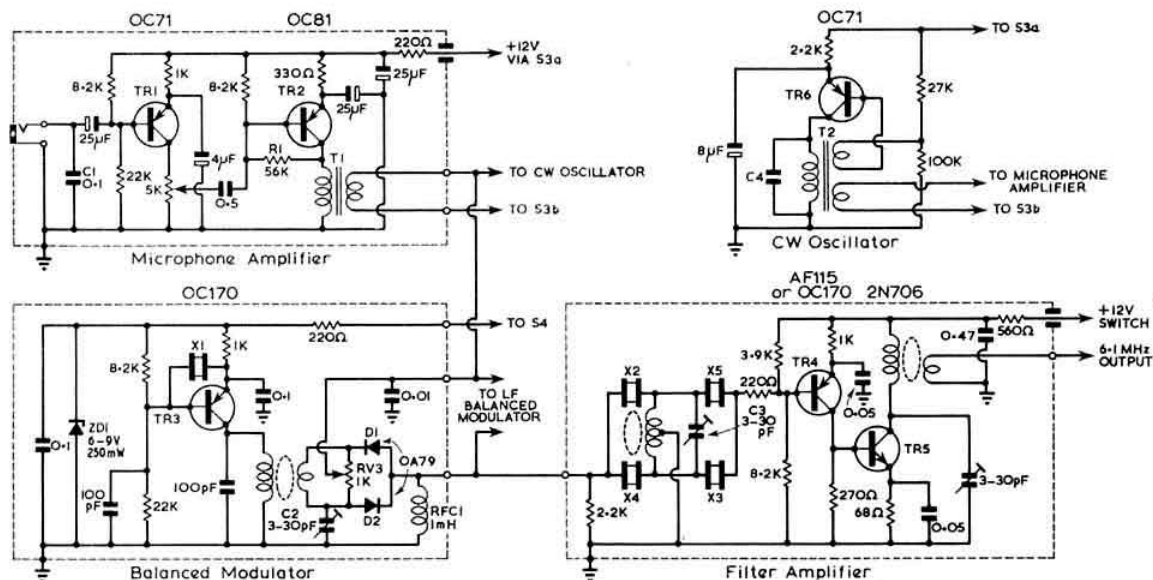 OC71
OC81
220Ω
+12V
VIA S3a
25μF
8·2K
1K
TR1
8·2K
330Ω
TR2
25μF
25μF
C1
0·1
22K
5K
4μF
0·5
R1
56K
T1
TO CW OSCILLATOR
TO S3b
Microphone Amplifier
OC71
TO S3a
2·2K
TR6
27K
8μF
T2
C4
100K
TO MICROPHONE
AMPLIFIER
TO S3b
CW Oscillator
OC170
TO S4
220Ω
8·2K
X1
1K
TR3
0·1
0·1
ZD1
6-9V
250mW
100
pF
22K
100pF
0·01
TO LF
BALANCED
MODULATOR
D1
OA79
RV3
1K
D2
C2
3-30pF
RFC1
1mH
Balanced Modulator
AF115
or OC170 2N706
+12V
SWITCH
560Ω
0·47
6·1 MHz
OUTPUT
1K
3·9K
TR4
0·05
X2
X5
220Ω
C3
3-30
pF
X4
X3
8·2K
TR5
2·2K
270Ω
68Ω
0·05
3-30pF
Filter Amplifier